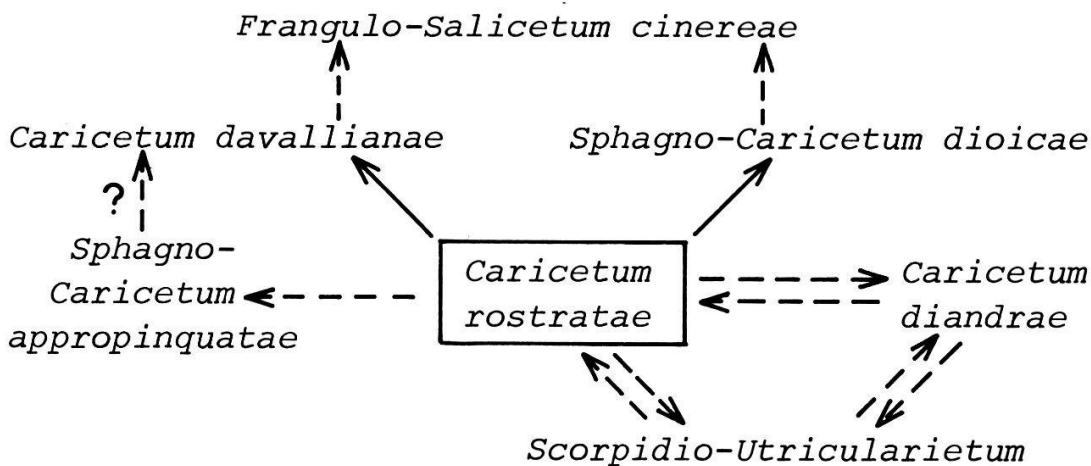 Frangulo-Salicetum cinereae
Caricetum davallianae
Sphagno-Caricetum dioicae
?
Sphagno-
Caricetum
appropinquatae
Caricetum
rostratae
Caricetum
diandrae
Scorpidio-Utricularietum